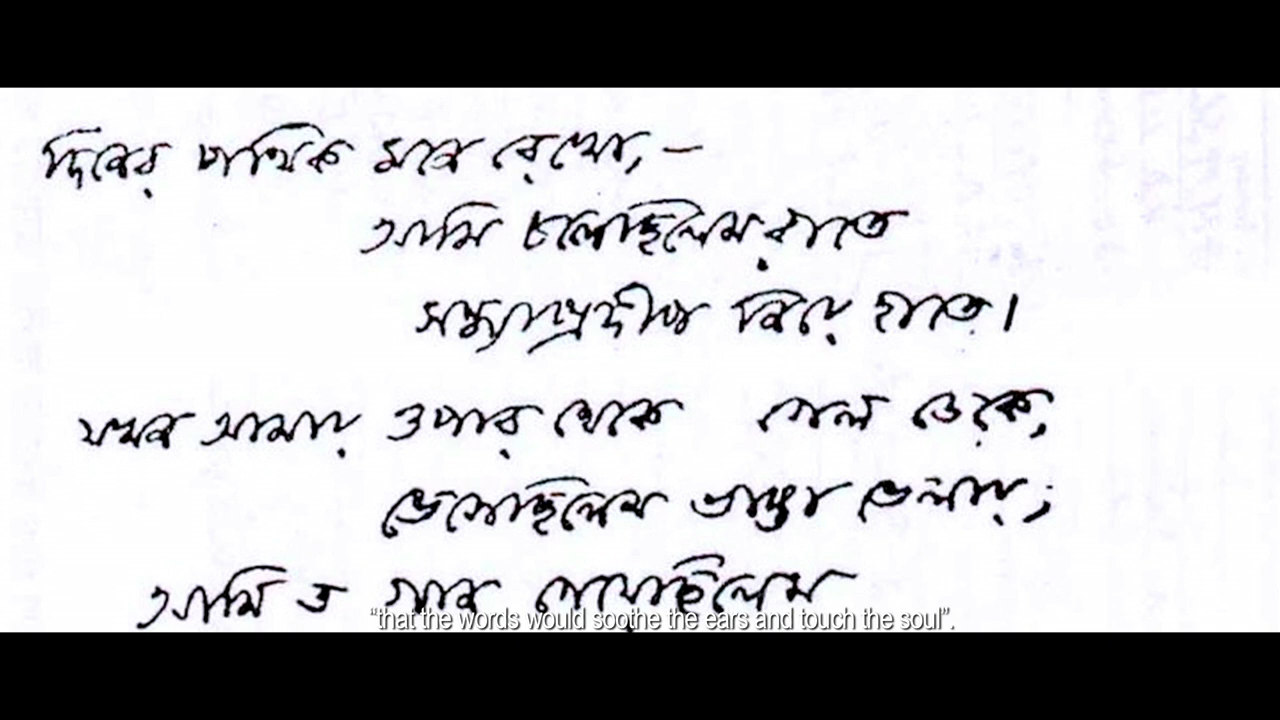 দিনের পথিক মনে রেখো,—
আমি চলেছিলেম রাতে
সন্ধ্যাপ্রদীপ নিয়ে হাতে।
যখন আমায় ওপার থেকে গেল ডেকে,
ভেসেছিলেম ভাঙা ভেলায়;
আমি ত গান গেয়েছিলেম
“that the words would soothe the ears and touch the soul”.